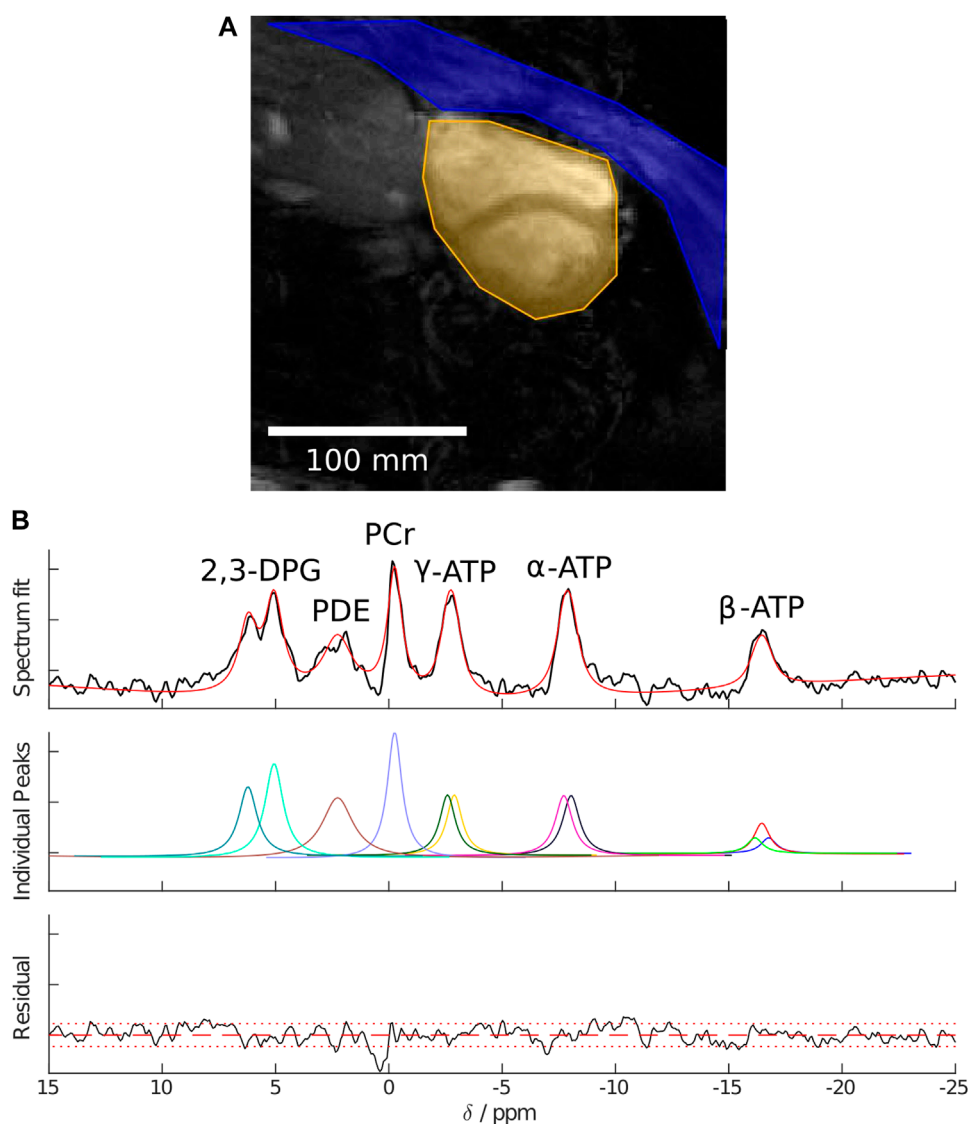 A
100 mm
B
PCr
2,3-DPG
γ-ATP
α-ATP
PDE
β-ATP
Spectrum fit
Individual Peaks
Residual
15 10 5 0 -5 -10 -15 -20 -25
δ / ppm